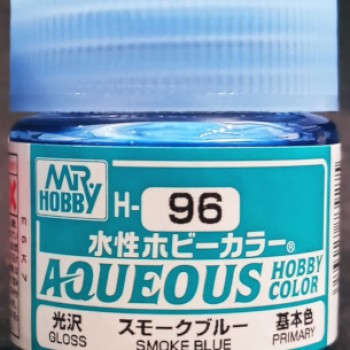 MR
HOBBY
H- 96
水性ホビーカラー®
AQUEOUS HOBBY COLOR
光沢 スモークブルー 基本色
GLOSS SMOKE BLUE PRIMARY